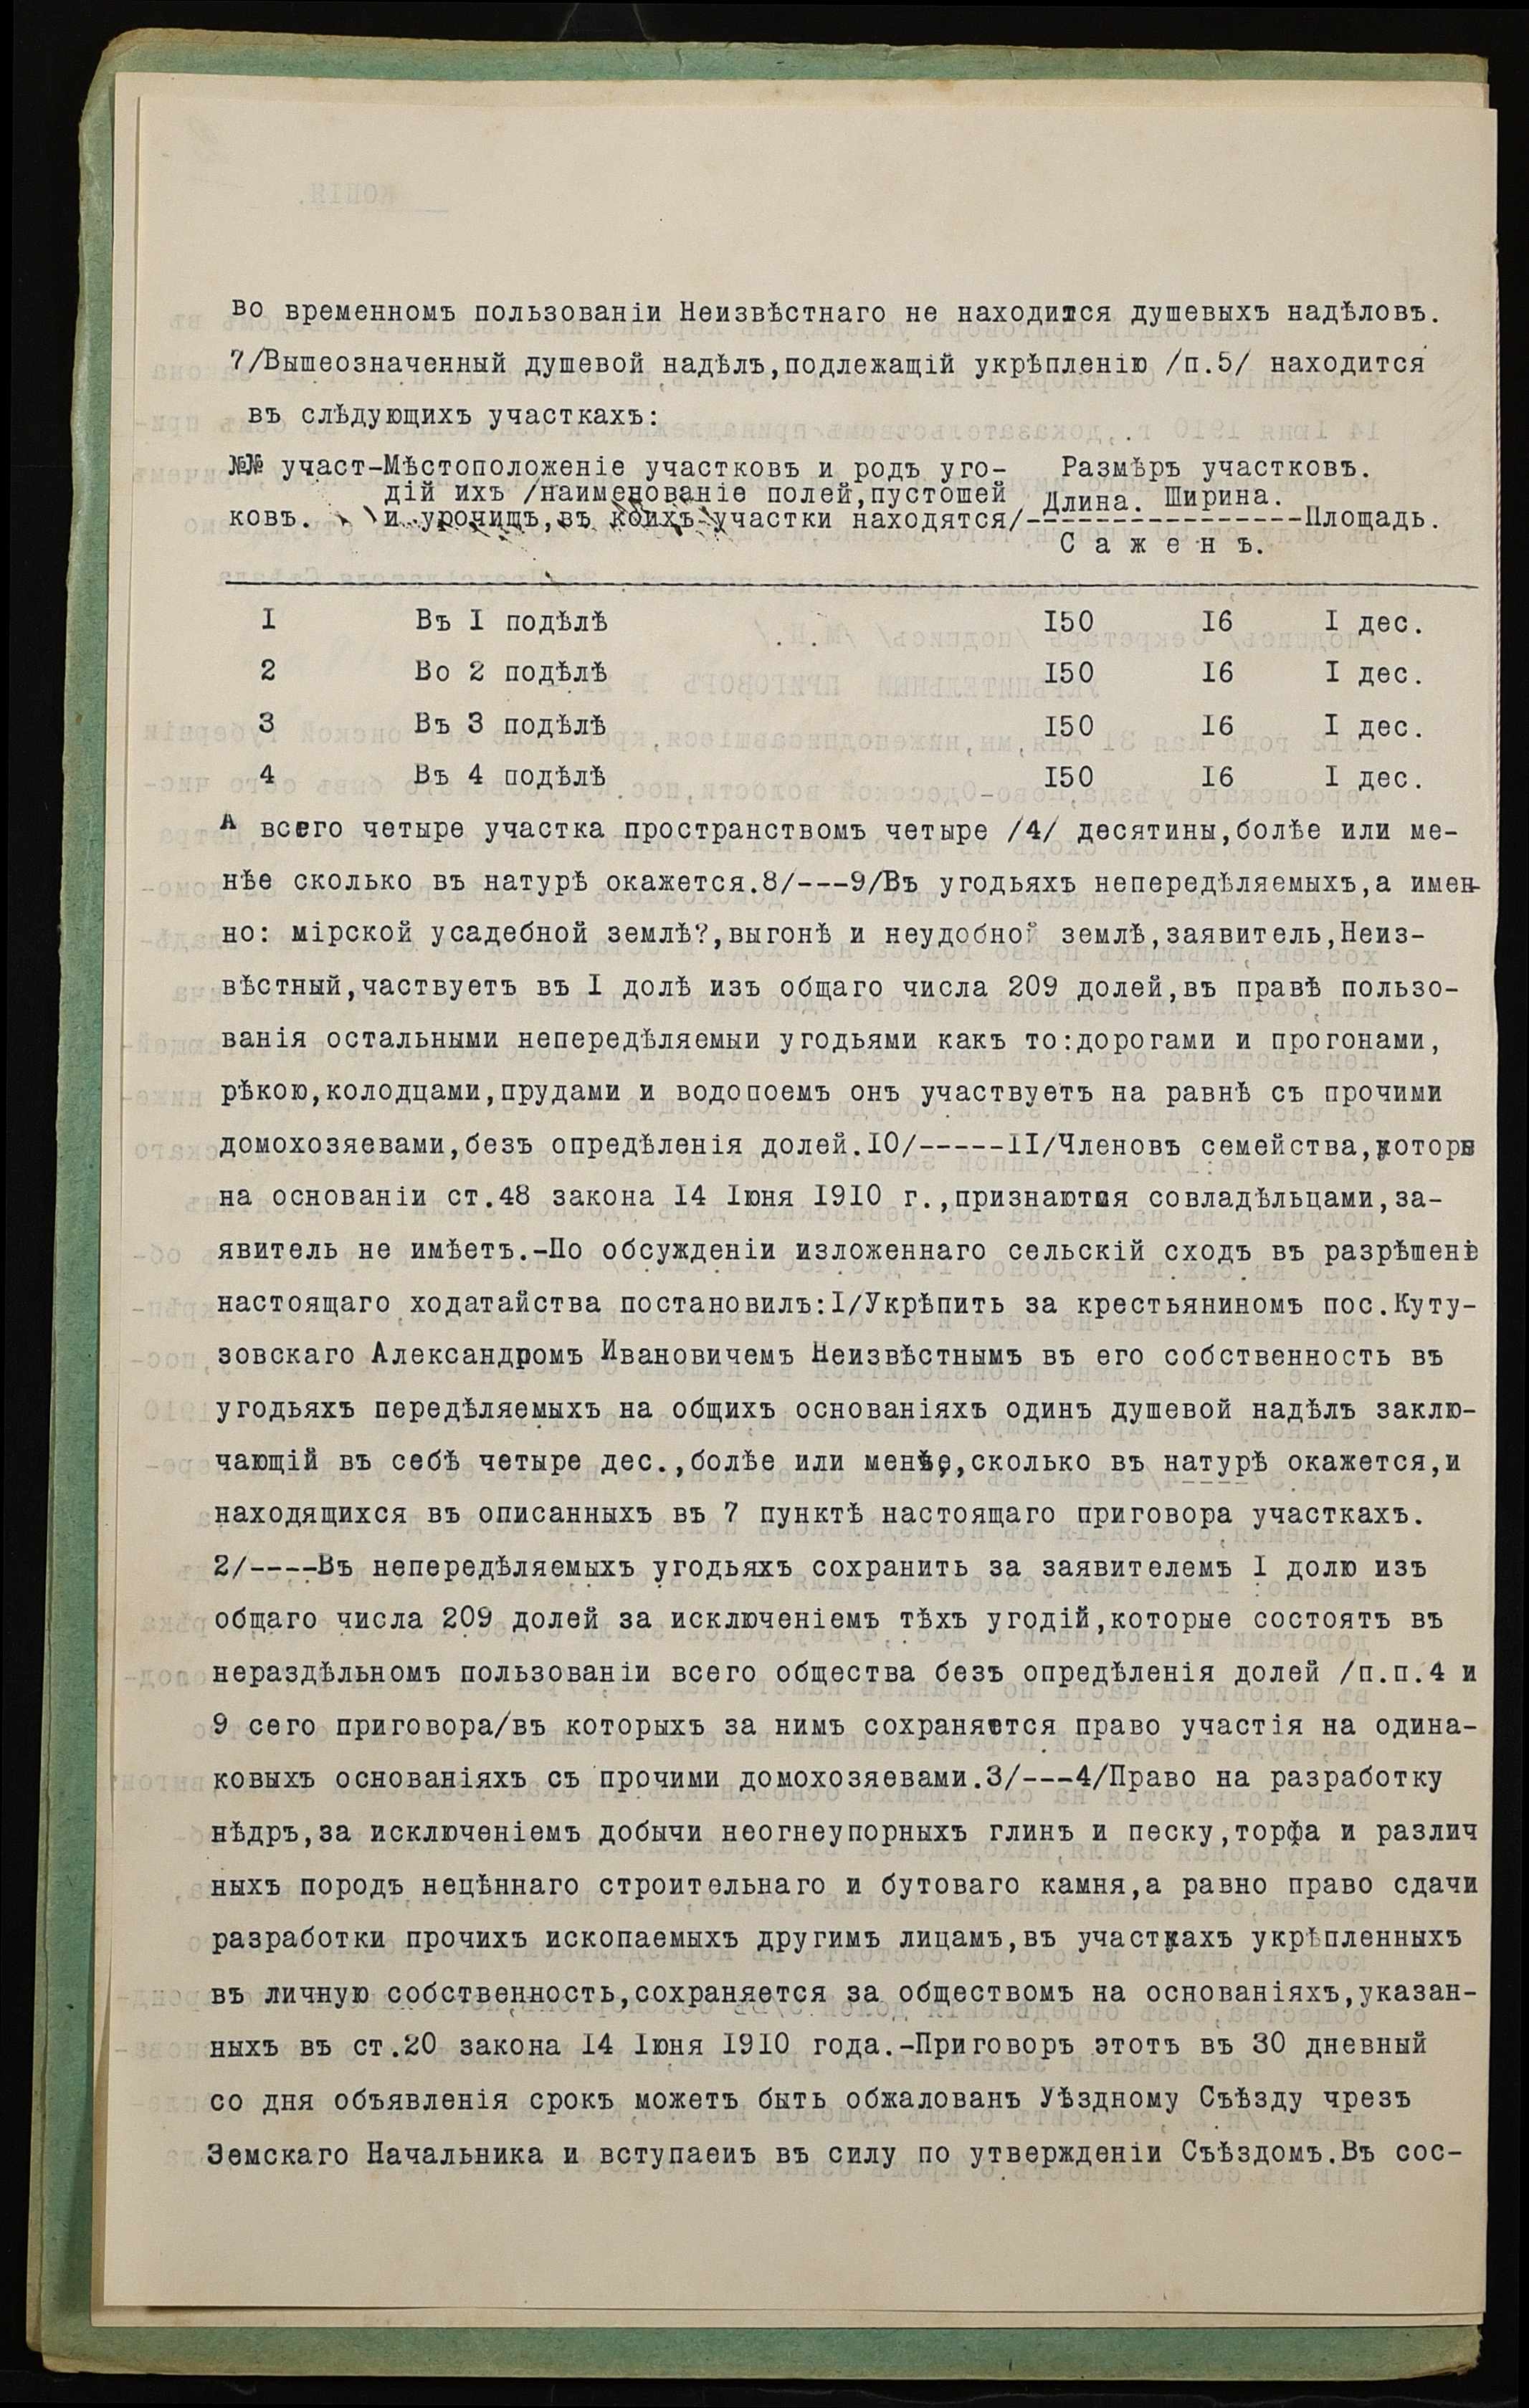 во временномъ пользованіи Неизвѣстнаго не находился душевыхъ надѣловъ.
7/Вышеозначенный душевой надѣлъ,подлежащій укрѣпленію /п.5/ находится
въ слѣдующихъ участкахъ:
№№ участ-Мѣстоположеніе участковъ и родъ уго- Размѣръ участковъ.
дій ихъ /наименованіе полей,пустошей Длина. Ширина.
ковъ. и урочищъ,въ коихъ участки находятся/----------------Площадь.
С а ж е н ъ.
I Въ I подѣлѣ I50 I6 I дес.
2 Во 2 подѣлѣ I50 I6 I дес.
3 Въ 3 подѣлѣ I50 I6 I дес.
4 Въ 4 подѣлѣ I50 I6 I дес.
А всего четыре участка пространствомъ четыре /4/ десятины,болѣе или ме-
нѣе сколько въ натурѣ окажется.8/---9/Въ угодьяхъ непередѣляемыхъ,а имен-
но: мірской усадебной землѣ?,выгонѣ и неудобной землѣ,заявитель,Неиз-
вѣстный,частвуетъ въ I долѣ изъ общаго числа 209 долей,въ правѣ пользо-
ванія остальными непередѣляемыи угодьями какъ то:дорогами и прогонами,
рѣкою,колодцами,прудами и водопоемъ онъ участвуетъ на равнѣ съ прочими
домохозяевами,безъ опредѣленія долей.IO/-----II/Членовъ семейства,которые
на основаніи ст.48 закона I4 Iюня I9IO г.,признаются совладѣльцами,за-
явитель не имѣетъ.-По обсужденіи изложеннаго сельскій сходъ въ разрѣшеніе
настоящаго ходатайства постановилъ:I/Укрѣпить за крестьяниномъ пос.Куту-
зовскаго Александромъ Ивановичемъ Неизвѣстнымъ въ его собственность въ
угодьяхъ передѣляемыхъ на общихъ основаніяхъ одинъ душевой надѣлъ заклю-
чающій въ себѣ четыре дес.,болѣе или менѣе,сколько въ натурѣ окажется,и
находящихся въ описанныхъ въ 7 пунктѣ настоящаго приговора участкахъ.
2/----Въ непередѣляемыхъ угодьяхъ сохранить за заявителемъ I долю изъ
общаго числа 209 долей за исключеніемъ тѣхъ угодій,которые состоятъ въ
нераздѣльномъ пользованіи всего общества безъ опредѣленія долей /п.п.4 и
9 сего приговора/въ которыхъ за нимъ сохраняется право участія на одина-
ковыхъ основаніяхъ съ прочими домохозяевами.3/---4/Право на разработку
нѣдръ,за исключеніемъ добычи неогнеупорныхъ глинъ и песку,торфа и различ
ныхъ породъ нецѣннаго строительнаго и бутоваго камня,а равно право сдачи
разработки прочихъ ископаемыхъ другимъ лицамъ,въ участкахъ укрѣпленныхъ
въ личную собственность,сохраняется за обществомъ на основаніяхъ,указан-
ныхъ въ ст.20 закона I4 Iюня I9IO года.-Приговоръ этотъ въ 30 дневный
со дня объявленія срокъ можетъ быть обжалованъ Уѣздному Съѣзду чрезъ
Земскаго Начальника и вступаеиъ въ силу по утвержденіи Съѣздомъ.Въ сос-